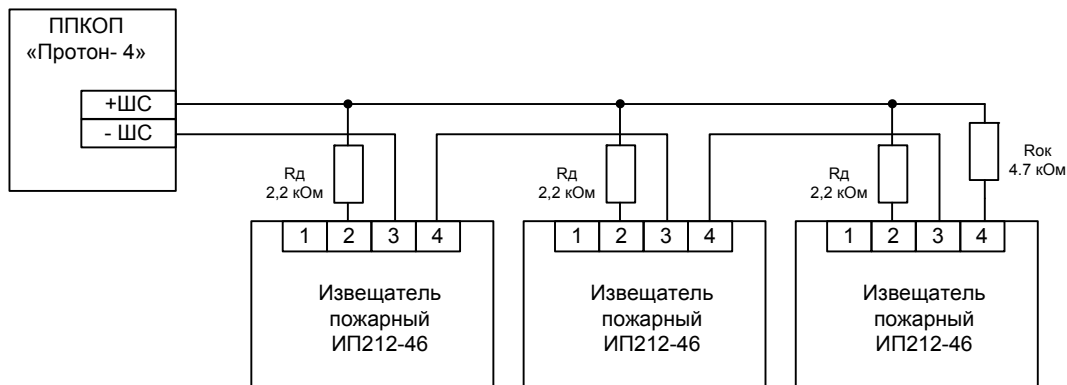 ППКОП
«Протон- 4»
+ШС
- ШС
Rд
2,2 кОм
Rд
2,2 кОм
Rд
2,2 кОм
Rок
4.7 кОм
1 2 3 4
1 2 3 4
1 2 3 4
Извещатель
пожарный
ИП212-46
Извещатель
пожарный
ИП212-46
Извещатель
пожарный
ИП212-46